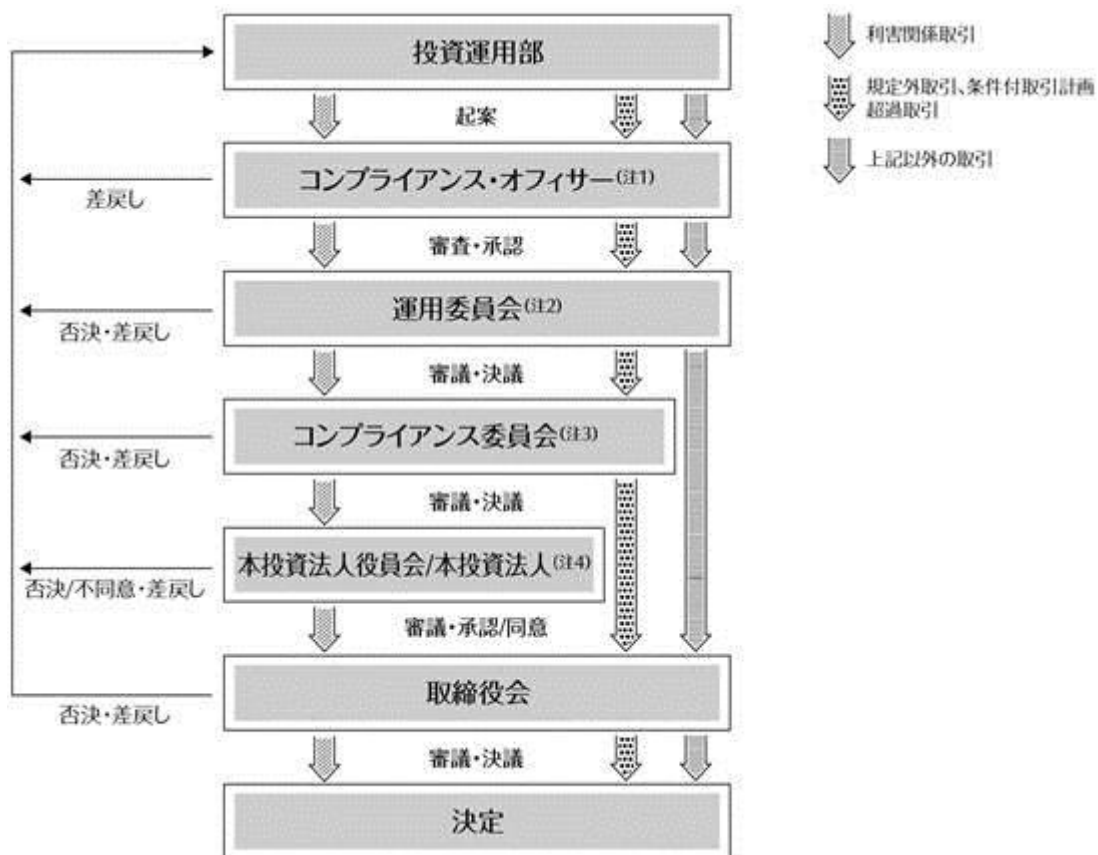 投資運用部
利害関係取引
規定外取引、条件付取引計画
超過取引
上記以外の取引
起案
コンプライアンス・オフィサー(注1)
差戻し
審査・承認
運用委員会(注2)
否決・差戻し
審議・決議
コンプライアンス委員会(注3)
否決・差戻し
審議・決議
本投資法人役員会/本投資法人(注4)
否決/不同意・差戻し
審議・承認/同意
取締役会
否決・差戻し
審議・決議
決定